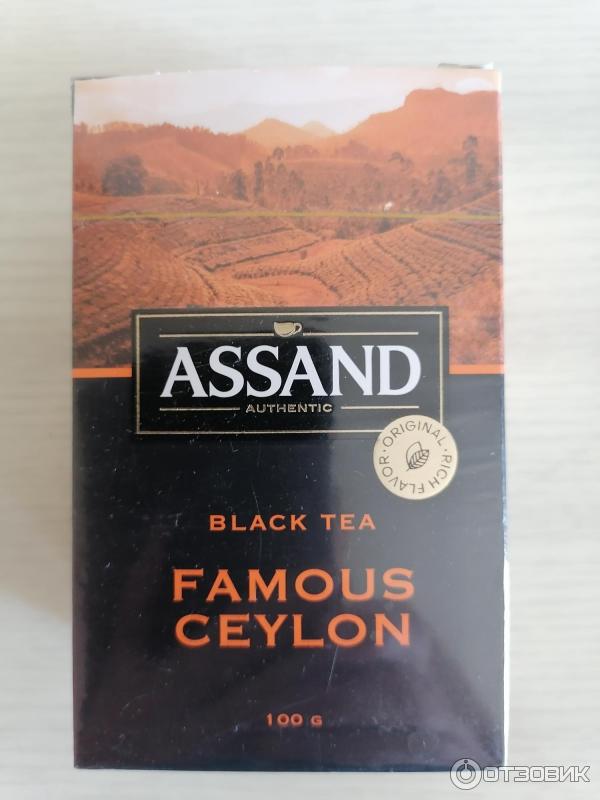 ASSAND
AUTHENTIC
· ORIGINAL · RICH FLAVOR
BLACK TEA
FAMOUS
CEYLON
100 G
ОТЗОВИК